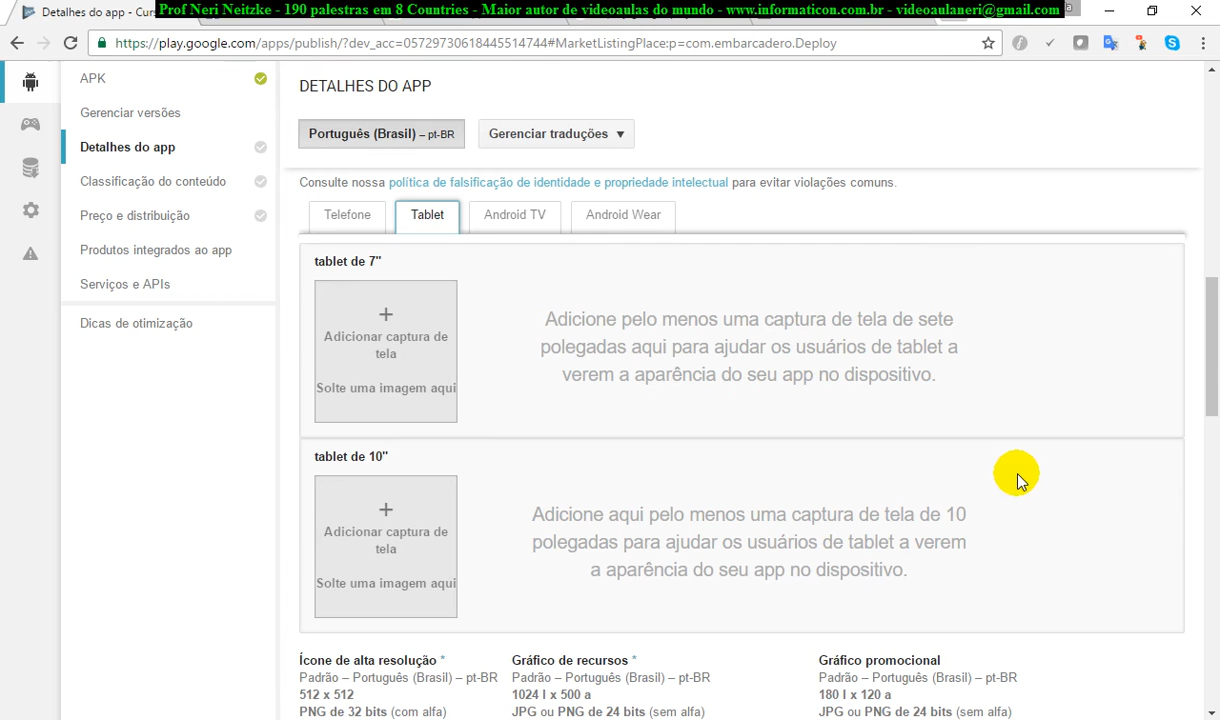 Detalhes do app - Curs
Prof Neri Neitzke - 190 palestras em 8 Countries - Maior autor de videoaulas do mundo - www.informaticon.com.br - videoaulaneri@gmail.com
https://play.google.com/apps/publish/?dev_acc=05729730618445514744#MarketListingPlace:p=com.embarcadero.Deploy
APK
Gerenciar versões
Detalhes do app
Classificação do conteúdo
Preço e distribuição
Produtos integrados ao app
Serviços e APIs
Dicas de otimização
DETALHES DO APP
Português (Brasil) – pt-BR
Gerenciar traduções
Consulte nossa política de falsificação de identidade e propriedade intelectual para evitar violações comuns.
Telefone
Tablet
Android TV
Android Wear
tablet de 7"
+
Adicionar captura de
tela
Solte uma imagem aqui
Adicione pelo menos uma captura de tela de sete
polegadas aqui para ajudar os usuários de tablet a
verem a aparência do seu app no dispositivo.
tablet de 10"
+
Adicionar captura de
tela
Solte uma imagem aqui
Adicione aqui pelo menos uma captura de tela de 10
polegadas para ajudar os usuários de tablet a verem
a aparência do seu app no dispositivo.
Ícone de alta resolução *
Padrão – Português (Brasil) – pt-BR
512 x 512
PNG de 32 bits (com alfa)
Gráfico de recursos *
Padrão – Português (Brasil) – pt-BR
1024 l x 500 a
JPG ou PNG de 24 bits (sem alfa)
Gráfico promocional
Padrão – Português (Brasil) – pt-BR
180 l x 120 a
JPG ou PNG de 24 bits (sem alfa)